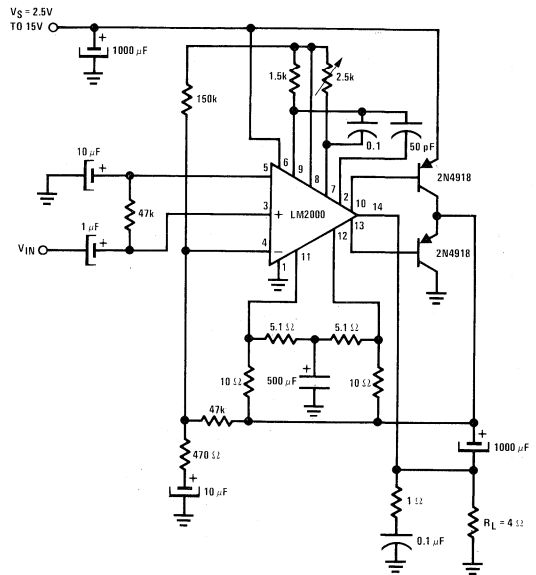 VS = 2.5V
TO 15V
+
1000 μF
1.5k
2.5k
150k
0.1
50 pF
10 μF
+
6
9
8
7
5
2
2N4918
47k
3
+
LM2000
10
14
1 μF
13
VIN
+
4
−
12
2N4918
1
11
5.1 Ω
5.1 Ω
+
10 Ω
500 μF
10 Ω
47k
+
1000 μF
470 Ω
+
10 μF
1 Ω
RL = 4 Ω
0.1 μF